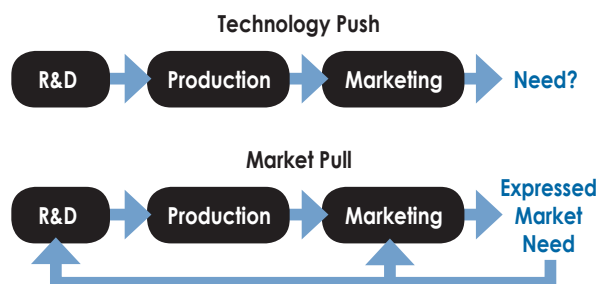 Technology Push
R&D
Production
Marketing
Need?
Market Pull
R&D
Production
Marketing
Expressed
Market
Need